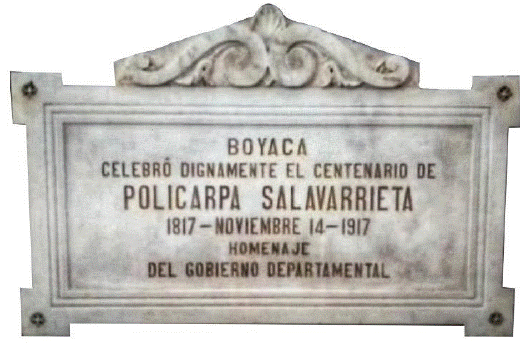 BOYACA
CELEBRÓ DIGNAMENTE EL CENTENARIO DE
POLICARPA SALAVARRIETA
1817-NOVIEMBRE 14-1917
HOMENAJE
DEL GOBIERNO DEPARTAMENTAL